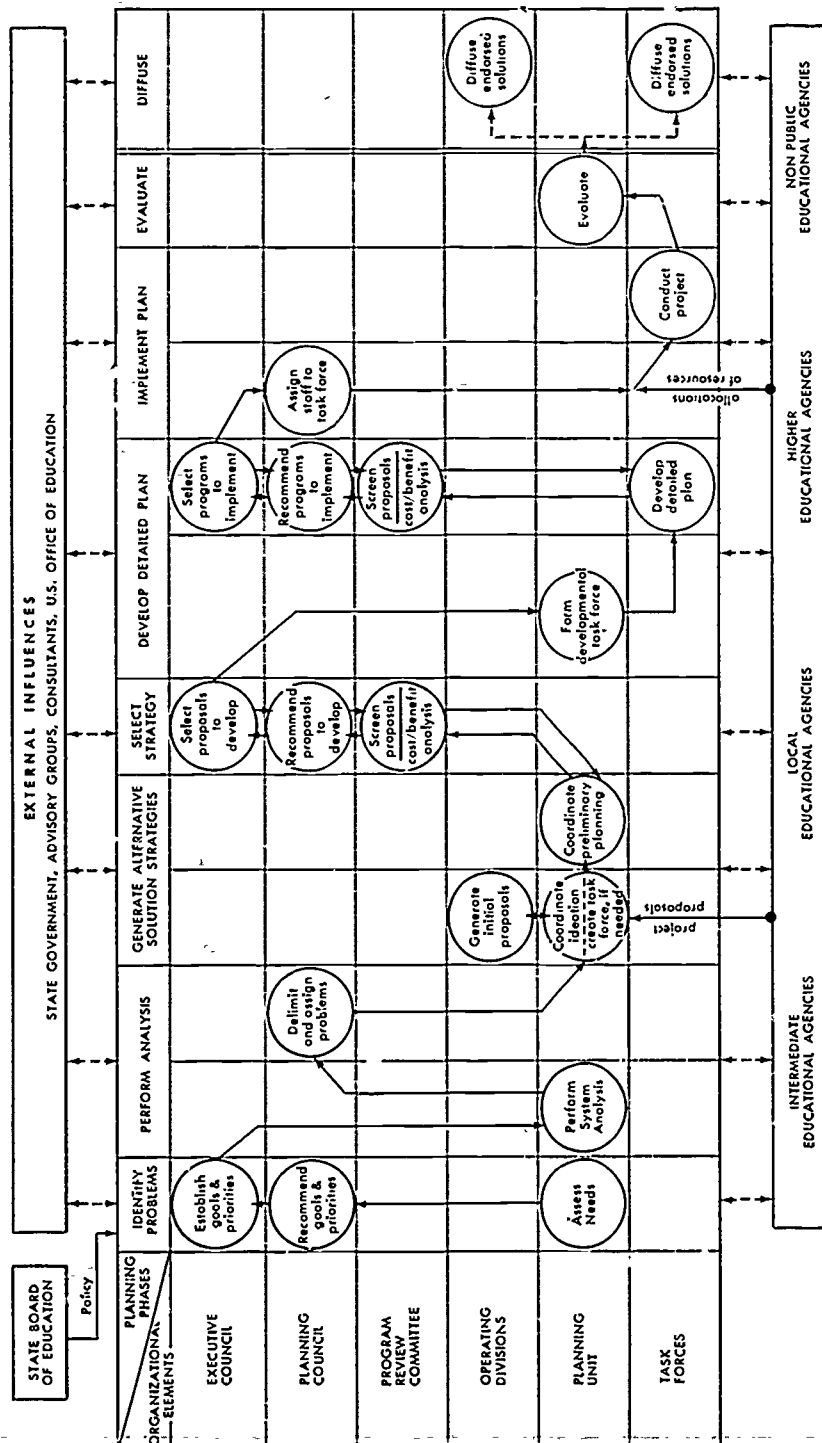 EXTERNAL INFLUENCES
STATE GOVERNMENT, ADVISORY GROUPS, CONSULTANTS, U.S. OFFICE OF EDUCATION
STATE BOARD
OF EDUCATION
Policy
PLANNING
PHASES
ORGANIZATIONAL
ELEMENTS
IDENTIFY
PROBLEMS
PERFORM ANALYSIS
GENERATE ALTERNATIVE
SOLUTION STRATEGIES
SELECT
STRATEGY
DEVELOP DETAILED PLAN
IMPLEMENT PLAN
EVALUATE
DIFFUSE
EXECUTIVE
COUNCIL
Establish
goals &
priorities
Select
proposals
to
develop
Select
programs
to
implement
PLANNING
COUNCIL
Recommend
goals &
priorities
Delimit
and assign
problems
Recommend
proposals
to
develop
Recommend
programs
to
implement
Assign
staff to
task force
PROGRAM
REVIEW
COMMITTEE
Screen
proposals
cost/benefit
analysis
Screen
proposals
cost/benefit
analysis
OPERATING
DIVISIONS
Generate
initial
proposals
Diffuse
endorsed
solutions
PLANNING
UNIT
Assess
Needs
Perform
System
Analysis
Coordinate
ideation
create task
force, if
needed
Coordinate
preliminary
planning
Form
developmental
task force
Evaluate
TASK
FORCES
project
proposals
Develop
detailed
plan
allocations
of resources
Conduct
project
Diffuse
endorsed
solutions
INTERMEDIATE
EDUCATIONAL AGENCIES
LOCAL
EDUCATIONAL AGENCIES
HIGHER
EDUCATIONAL AGENCIES
NON PUBLIC
EDUCATIONAL AGENCIES